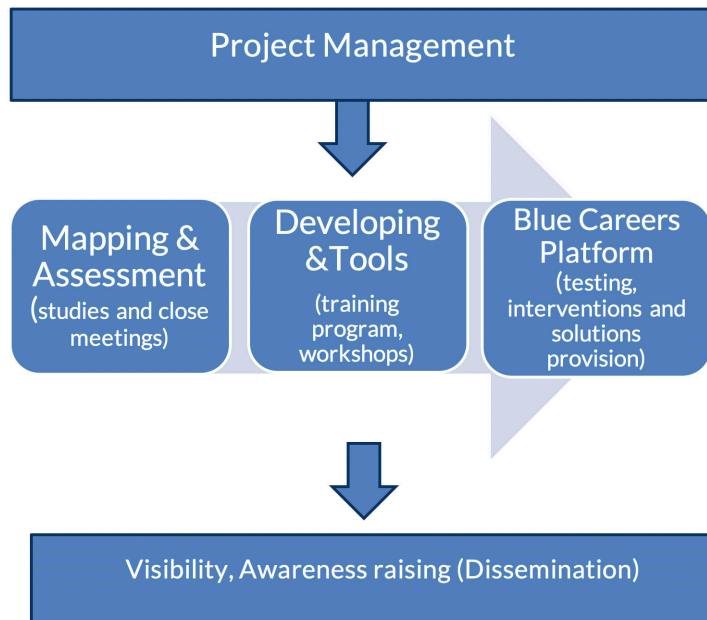 Project Management
Mapping &
Assessment
(studies and close
meetings)
Developing
&Tools
(training
program,
workshops)
Blue Careers
Platform
(testing,
interventions and
solutions
provision)
Visibility, Awareness raising (Dissemination)